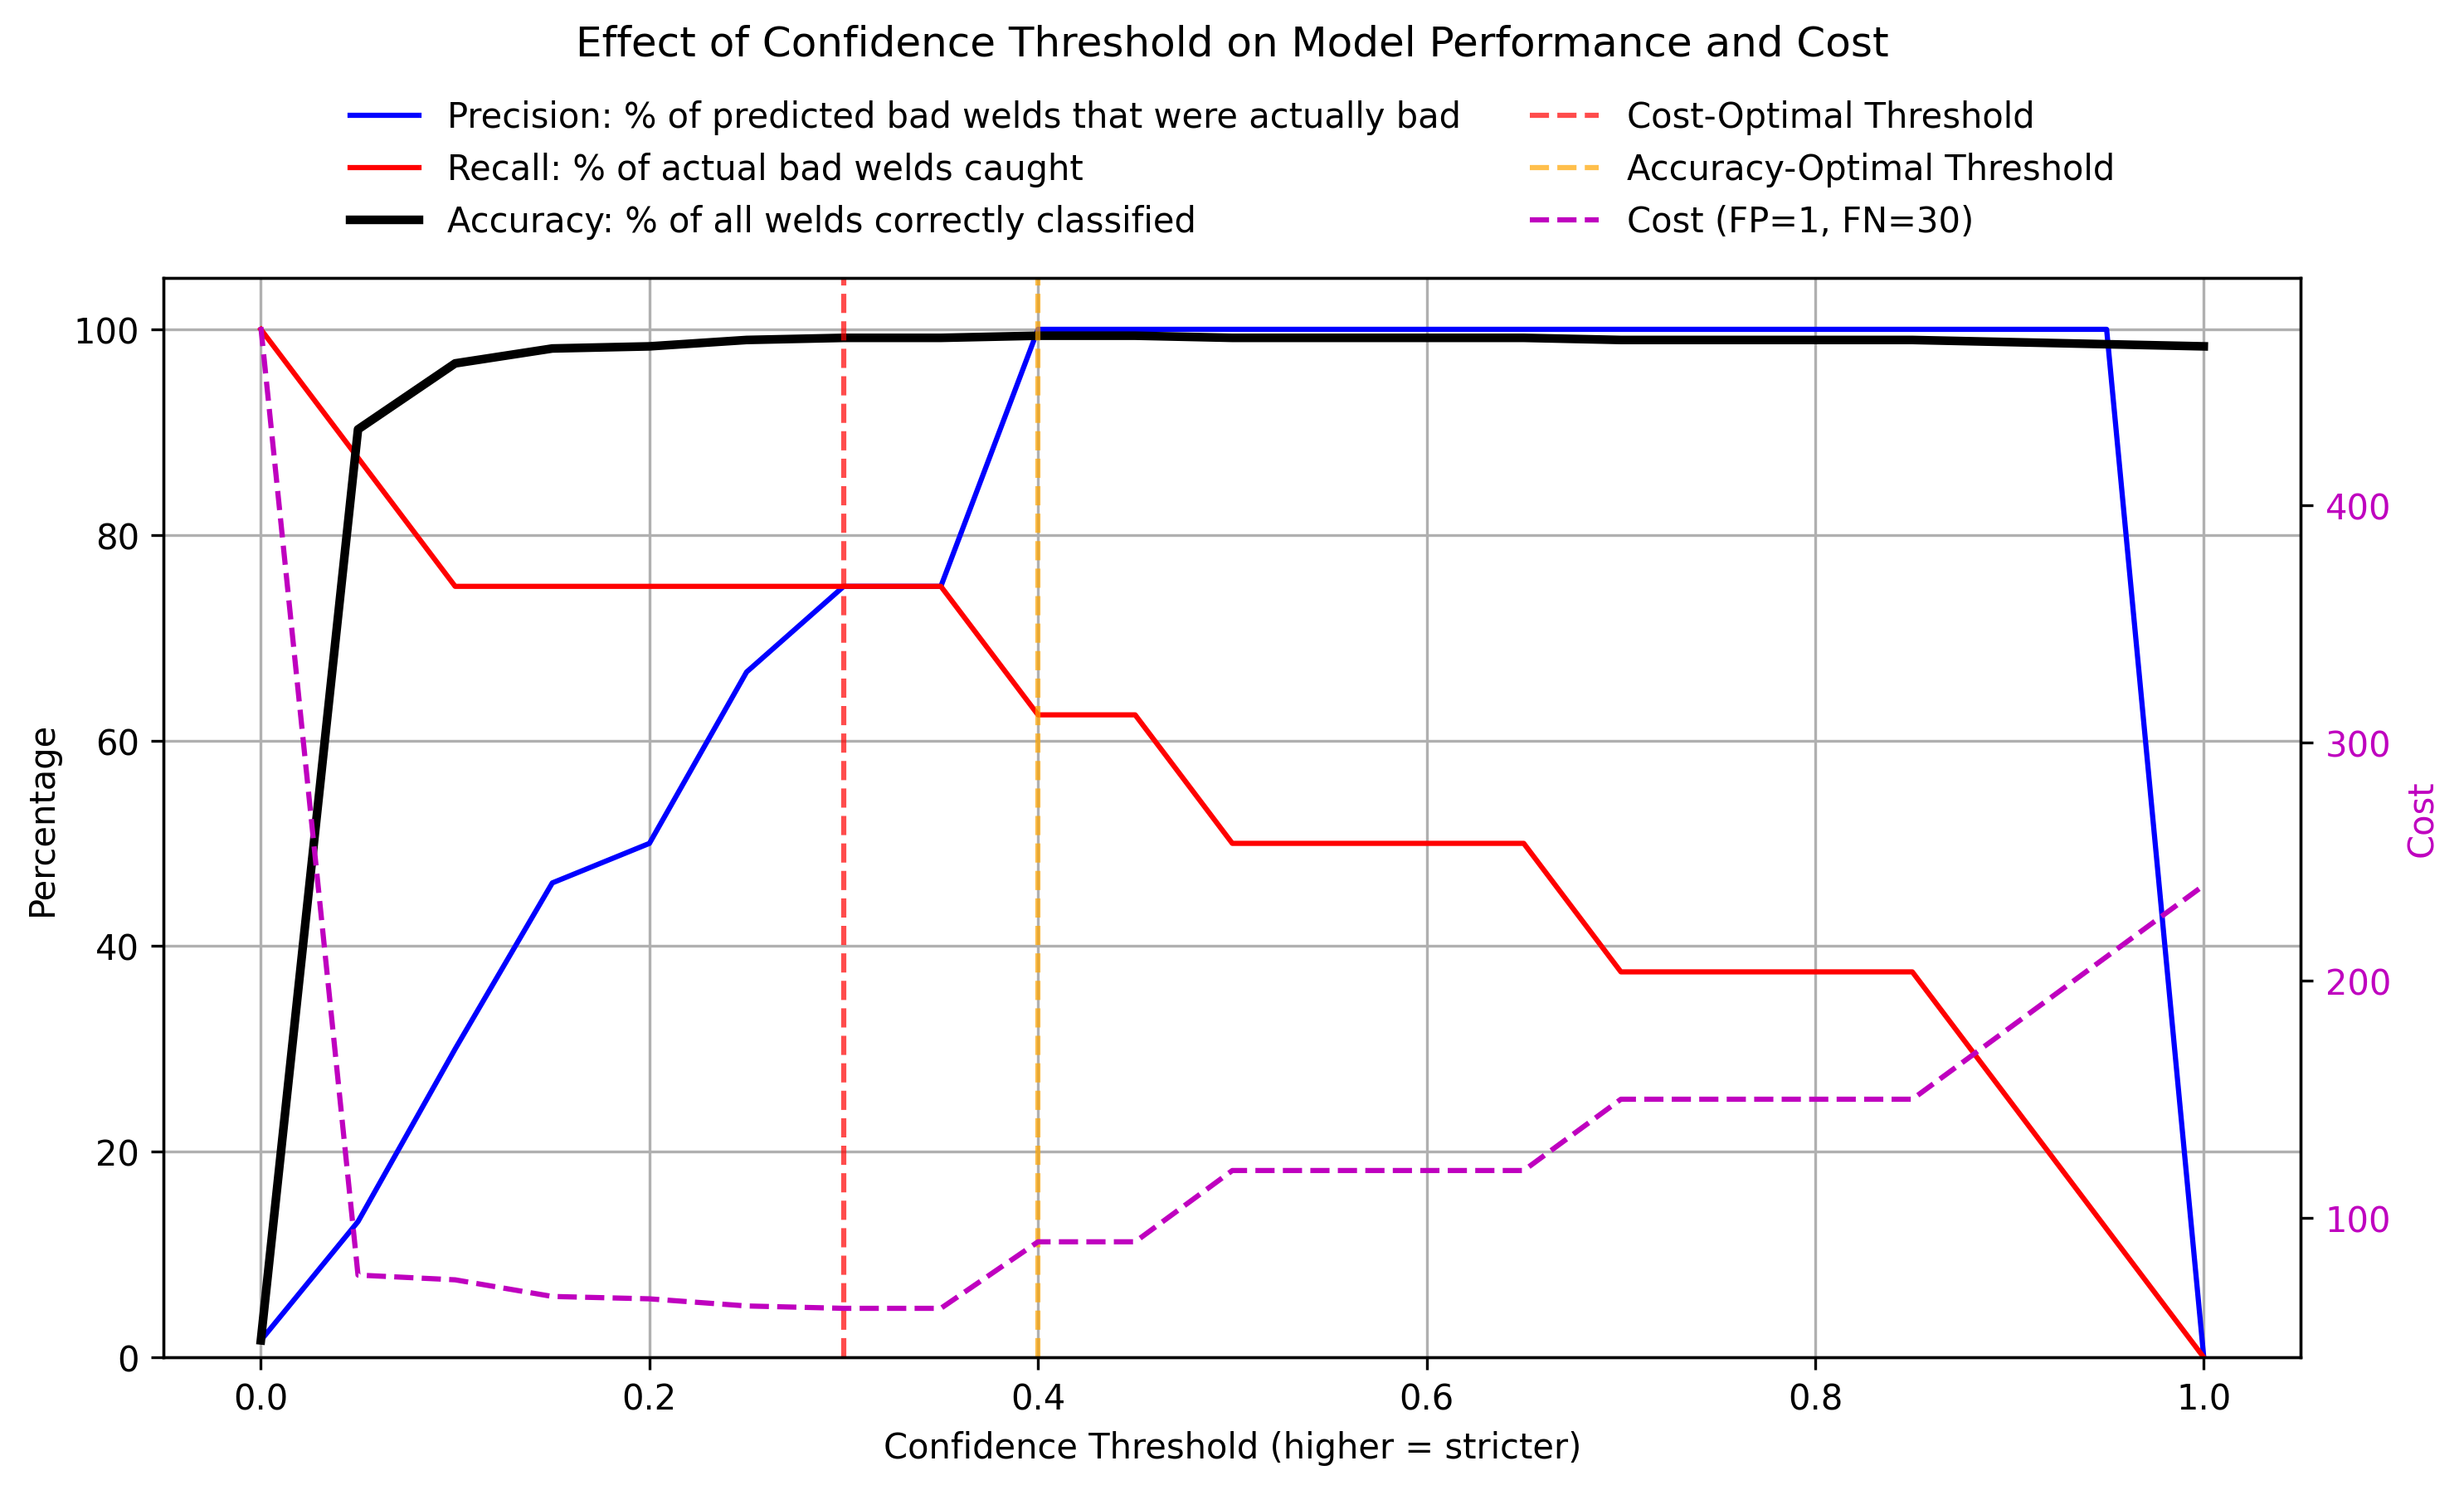 Effect of Confidence Threshold on Model Performance and Cost
Precision: % of predicted bad welds that were actually bad
Recall: % of actual bad welds caught
Accuracy: % of all welds correctly classified
Cost-Optimal Threshold
Accuracy-Optimal Threshold
Cost (FP=1, FN=30)
Percentage
100
80
60
40
20
0
0.0
0.2
0.4
0.6
0.8
1.0
Confidence Threshold (higher = stricter)
400
300
200
100
Cost